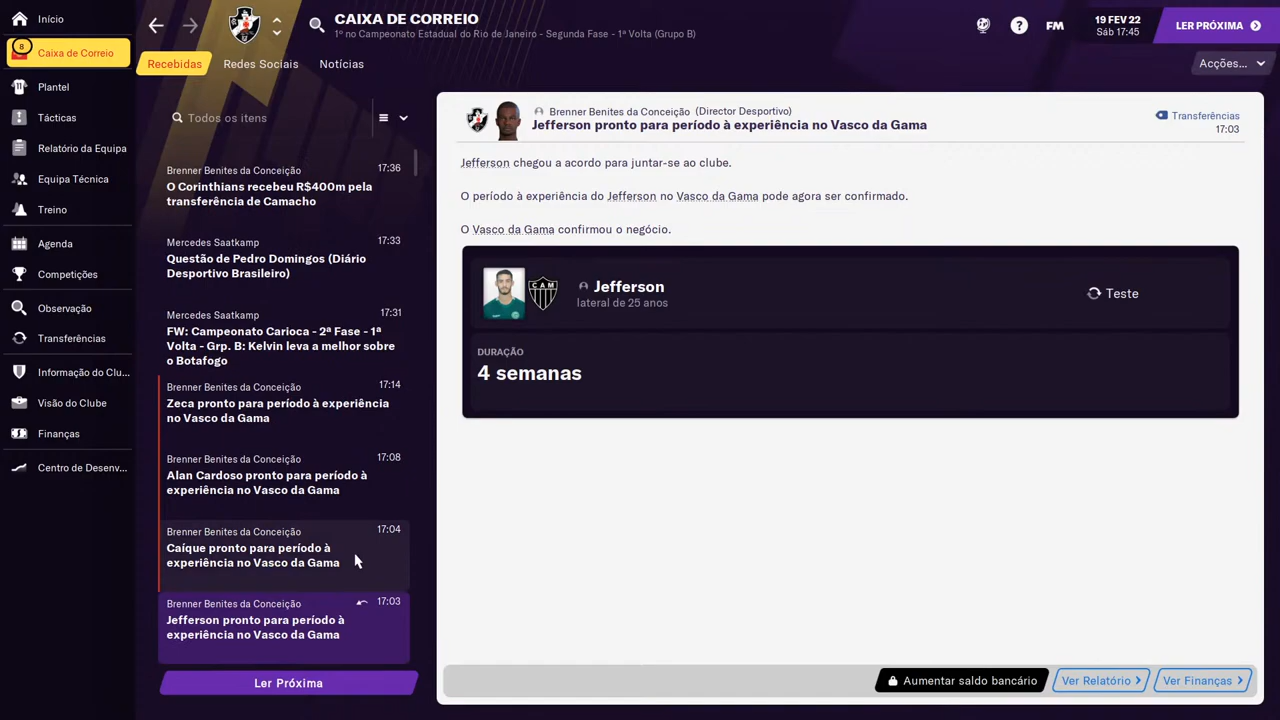 Início
8
Caixa de Correio
Plantel
Tácticas
Relatório da Equipa
Equipa Técnica
Treino
Agenda
Competições
Observação
Transferências
Informação do Clu...
Visão do Clube
Finanças
Centro de Desenv...
CAIXA DE CORREIO
1º no Campeonato Estadual do Rio de Janeiro - Segunda Fase - 1ª Volta (Grupo B)
?
FM
19 FEV 22
Sáb 17:45
LER PRÓXIMA
Recebidas
Redes Sociais
Notícias
Acções...
Todos os itens
Brenner Benites da Conceição
17:36
O Corinthians recebeu R$400m pela
transferência de Camacho
Mercedes Saatkamp
17:33
Questão de Pedro Domingos (Diário
Desportivo Brasileiro)
Mercedes Saatkamp
17:31
FW: Campeonato Carioca - 2ª Fase - 1ª
Volta - Grp. B: Kelvin leva a melhor sobre
o Botafogo
Brenner Benites da Conceição
17:14
Zeca pronto para período à experiência
no Vasco da Gama
Brenner Benites da Conceição
17:08
Alan Cardoso pronto para período à
experiência no Vasco da Gama
Brenner Benites da Conceição
17:04
Caíque pronto para período à
experiência no Vasco da Gama
Brenner Benites da Conceição
17:03
Jefferson pronto para período à
experiência no Vasco da Gama
Ler Próxima
Brenner Benites da Conceição (Director Desportivo)
Jefferson pronto para período à experiência no Vasco da Gama
Transferências
17:03
Jefferson chegou a acordo para juntar-se ao clube.
O período à experiência do Jefferson no Vasco da Gama pode agora ser confirmado.
O Vasco da Gama confirmou o negócio.
CAM
Jefferson
lateral de 25 anos
Teste
DURAÇÃO
4 semanas
Aumentar saldo bancário
Ver Relatório
Ver Finanças